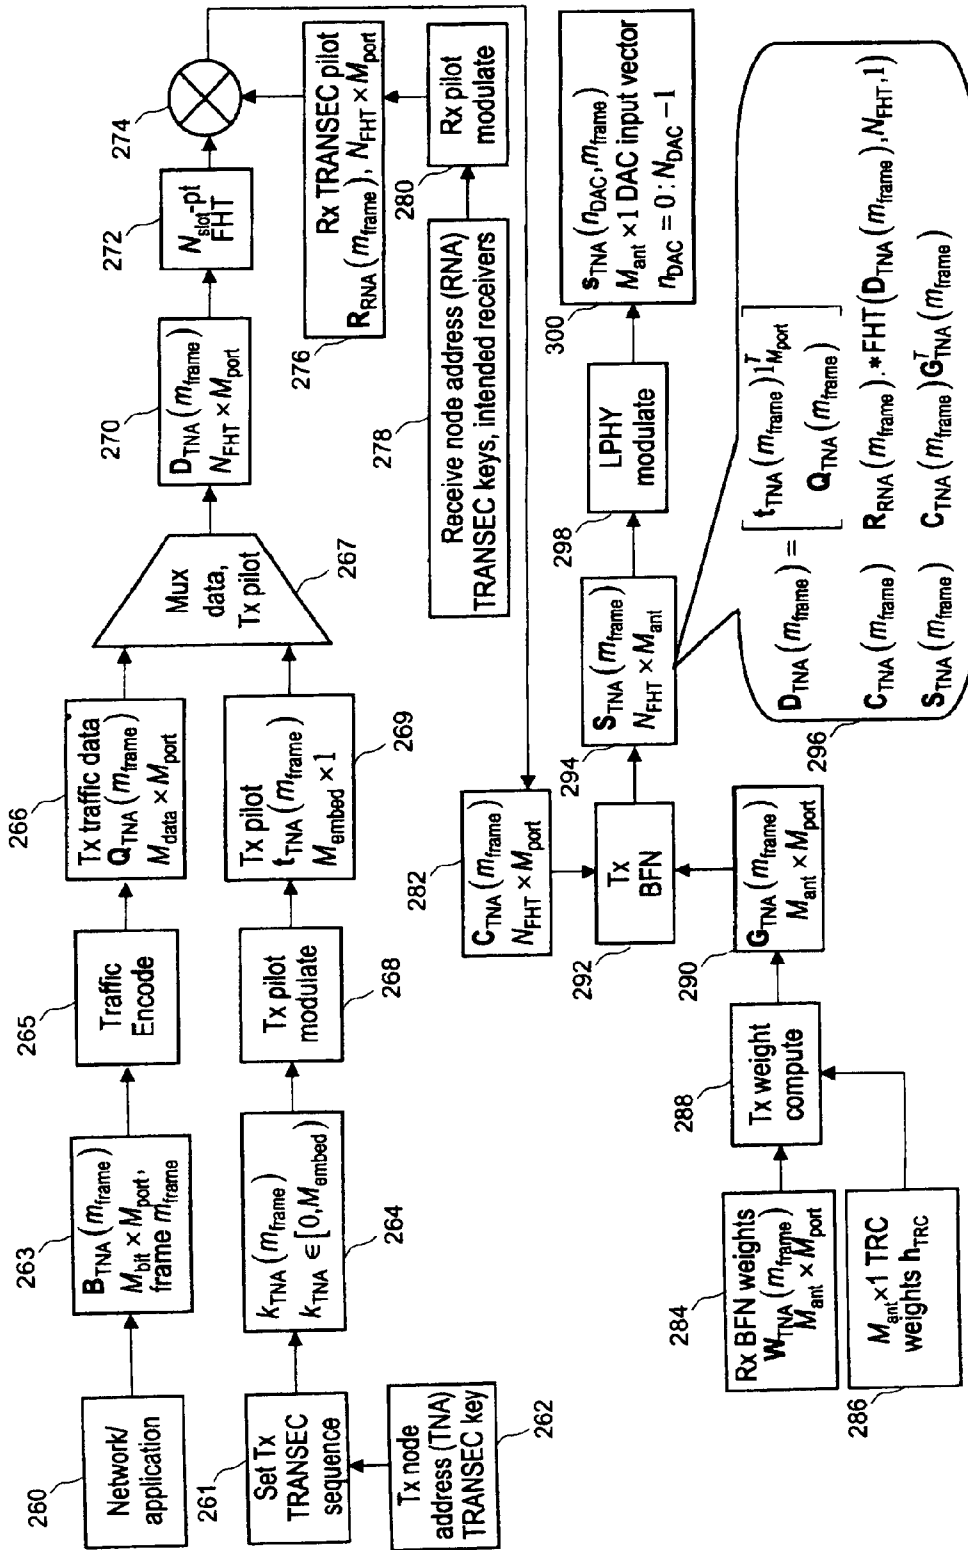 260
Network/
application
263
B_TNA(m_frame)
M_bit × M_port,
frame m_frame
265
Traffic
Encode
266
Tx traffic data
Q_TNA(m_frame)
M_data × M_port
261
Set Tx
TRANSEC
sequence
Tx node
address (TNA)
TRANSEC key
262
k_TNA(m_frame)
k_TNA ∈ [0, M_embed)
264
Tx pilot
modulate
268
Tx pilot
t_TNA(m_frame)
M_embed × 1
269
Mux
data,
Tx pilot
267
270
D_TNA(m_frame)
N_FHT × M_port
272
N_slot-pt
FHT
274
Rx TRANSEC pilot
R_RNA(m_frame), N_FHT × M_port
276
Rx pilot
modulate
280
278
Receive node address (RNA)
TRANSEC keys, intended receivers
282
C_TNA(m_frame)
N_FHT × M_port
284
Rx BFN weights
W_TNA(m_frame)
M_ant × M_port
M_ant×1 TRC
weights h_TRC
286
288
Tx weight
compute
290
G_TNA(m_frame)
M_ant × M_port
292
Tx
BFN
294
S_TNA(m_frame)
N_FHT × M_ant
298
LPHY
modulate
300
s_TNA(n_DAC, m_frame)
M_ant × 1 DAC input vector
n_DAC = 0 : N_DAC − 1
D_TNA(m_frame) = [ t_TNA(m_frame)1^T_M_port
Q_TNA(m_frame) ]
C_TNA(m_frame) R_RNA(m_frame).∗FHT(D_TNA(m_frame), N_FHT, 1)
S_TNA(m_frame) C_TNA(m_frame)G^T_TNA(m_frame)
296